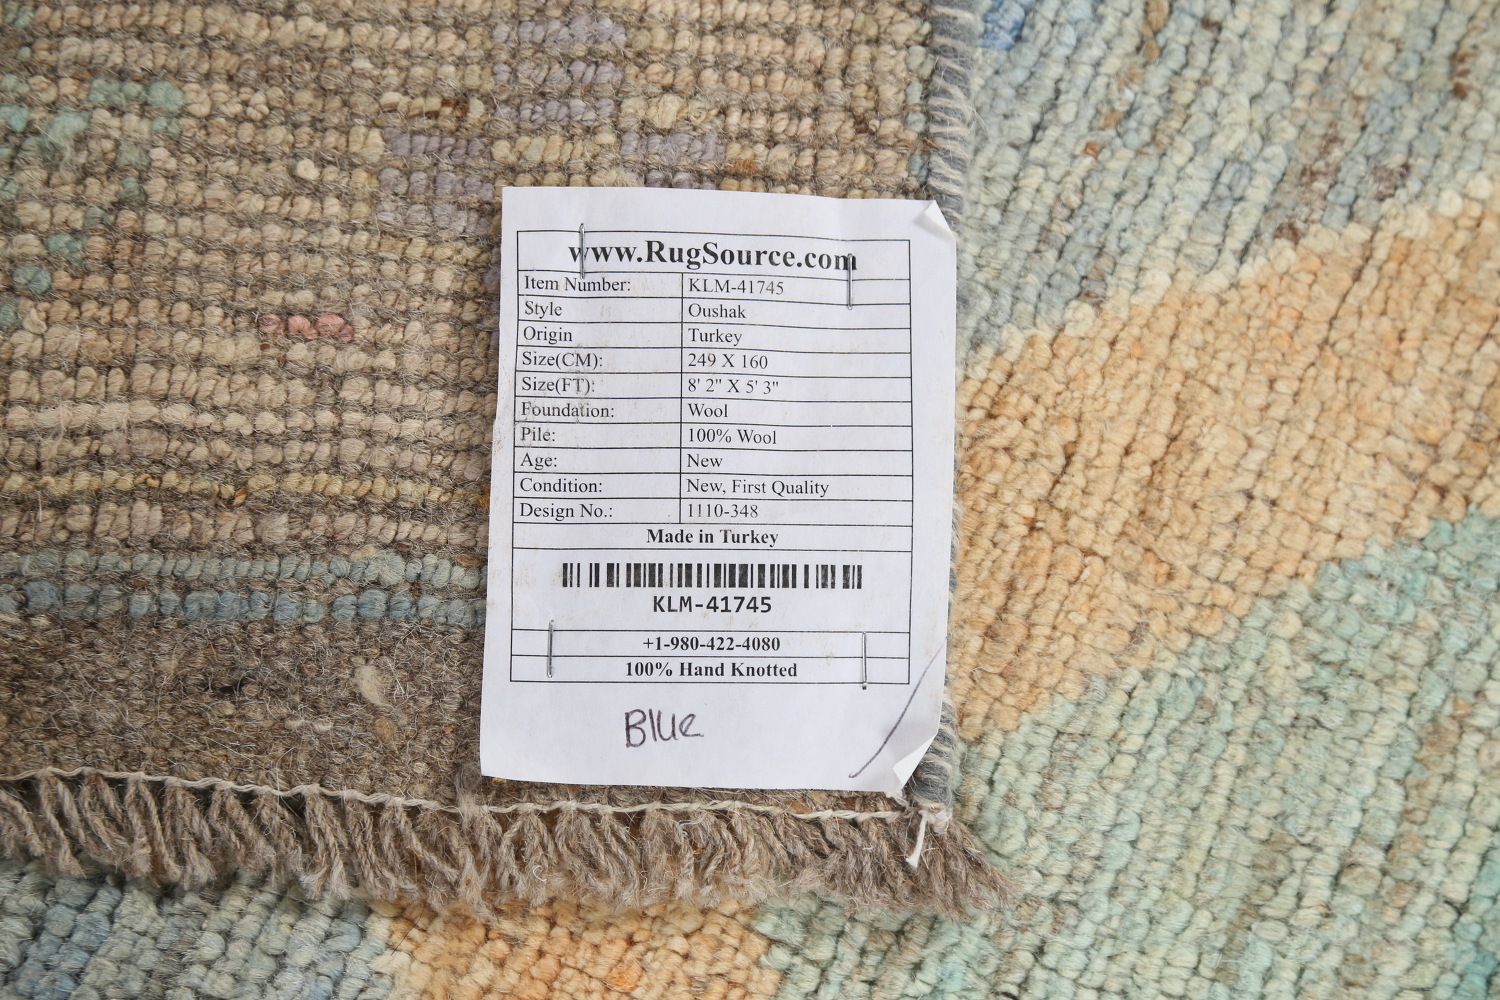 www.RugSource.com
Item Number: KLM-41745
Style Oushak
Origin Turkey
Size(CM): 249 X 160
Size(FT): 8' 2" X 5' 3"
Foundation: Wool
Pile: 100% Wool
Age: New
Condition: New, First Quality
Design No.: 1110-348
Made in Turkey
KLM-41745
+1-980-422-4080
100% Hand Knotted
Blue